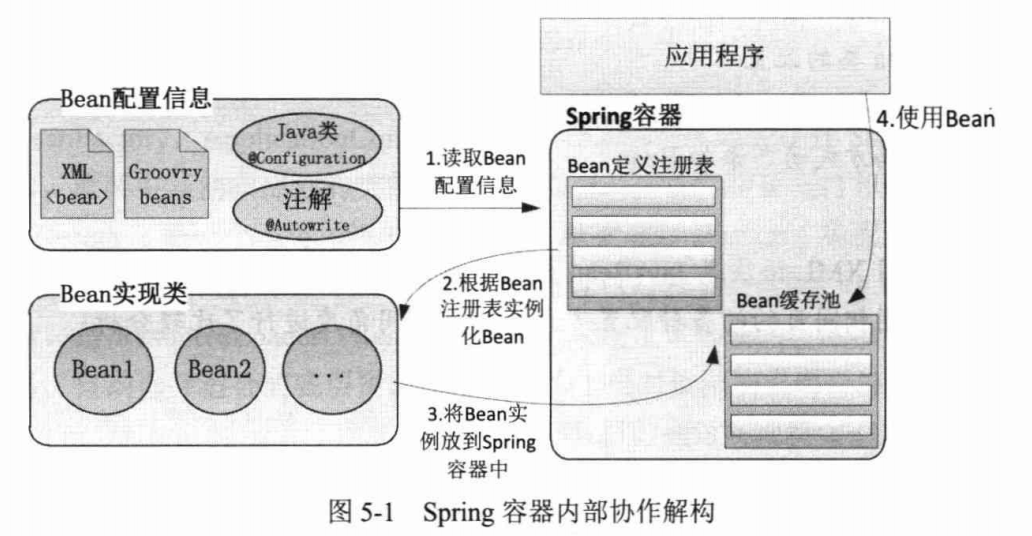 应用程序
Bean配置信息
XML
<bean>
Groovry
beans
Java类
@Configuration
注解
@Autowrite
1.读取Bean
配置信息
Spring容器
4.使用Bean
Bean定义注册表
2.根据Bean
注册表实例
化Bean
Bean实现类
Bean1
Bean2
...
Bean缓存池
3.将Bean实
例放到Spring
容器中
图 5-1 Spring 容器内部协作解构